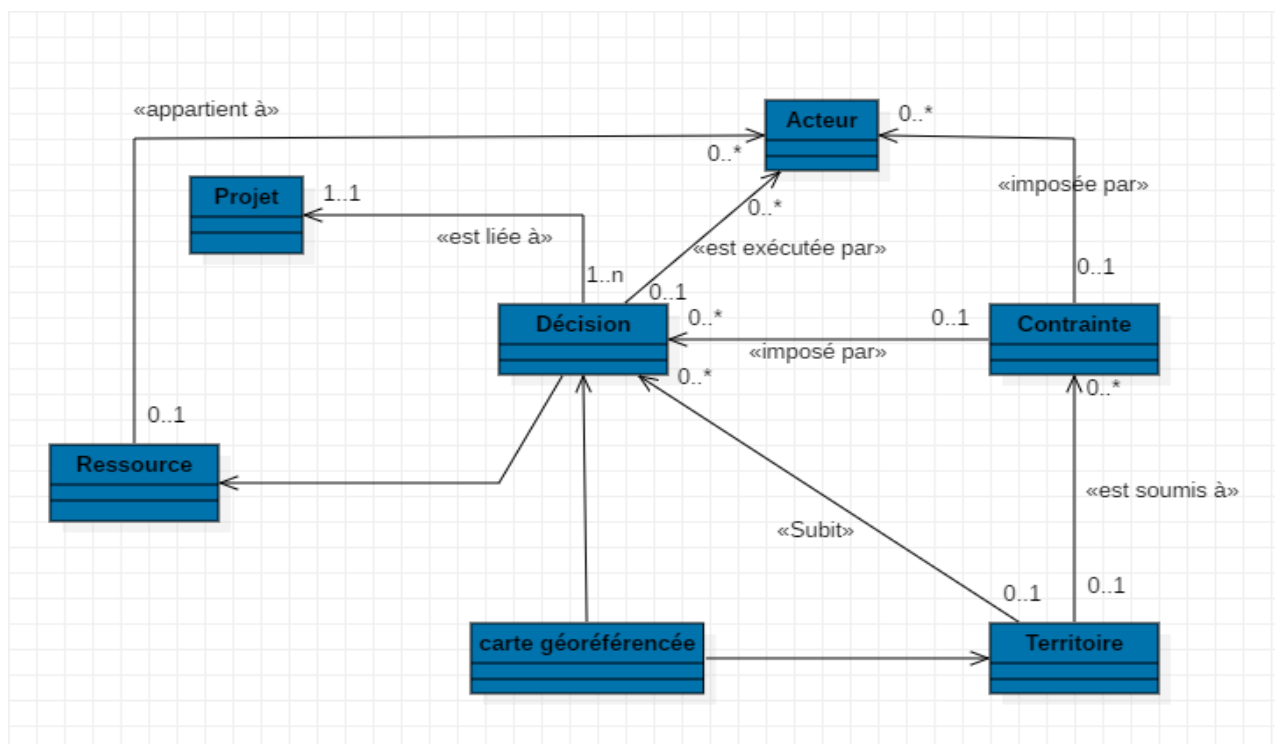 «appartient à»
Acteur
0..*
0..*
Projet
1..1
«imposée par»
0..*
«est liée à»
«est exécutée par»
1..n
0..1
0..1
Décision
0..*
0..1
Contrainte
«imposé par»
0..*
0..*
0..1
Ressource
«est soumis à»
«Subit»
0..1
0..1
carte géoréférencée
Territoire